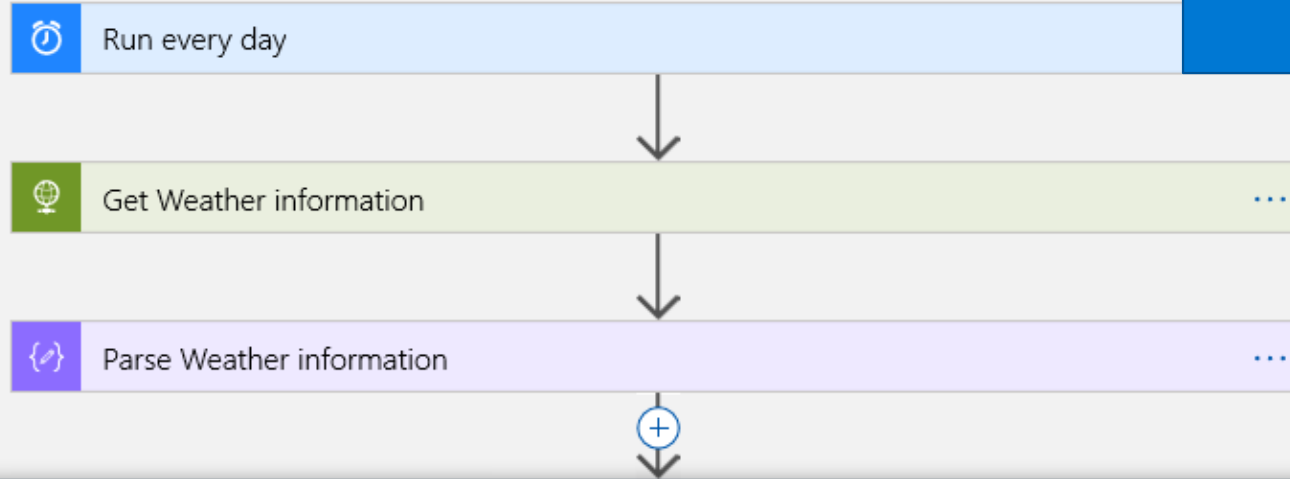 Run every day
Get Weather information
Parse Weather information